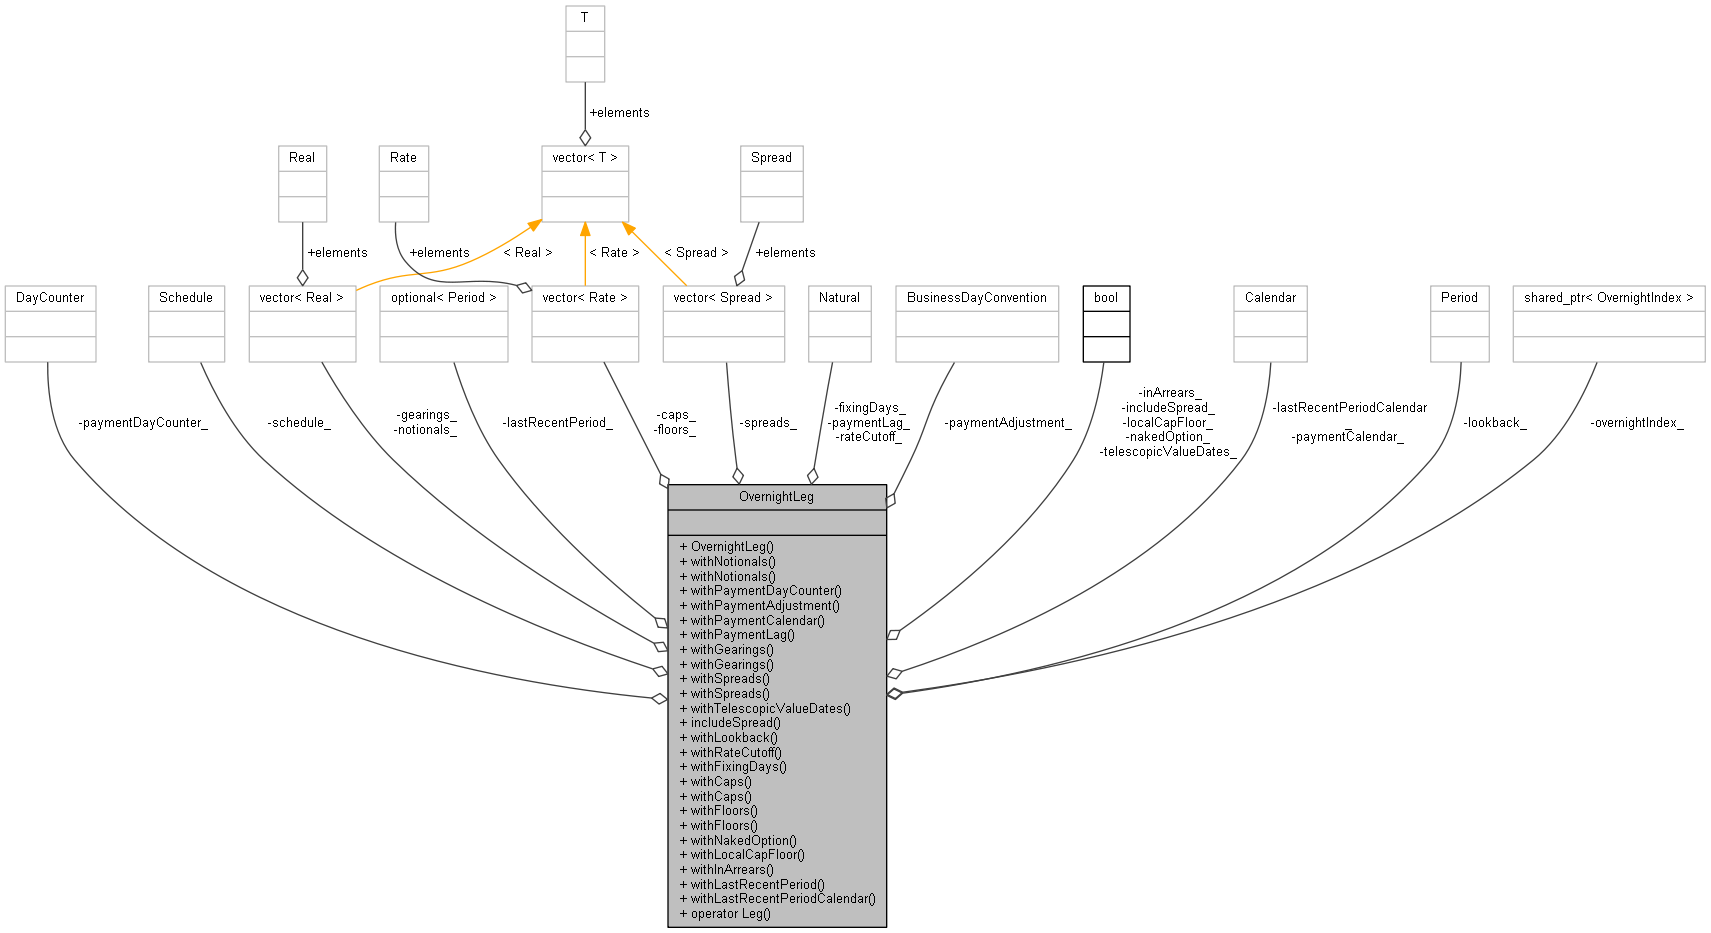 T
+elements
Real
Rate
vector< T >
Spread
+elements
+elements
< Real >
< Rate >
< Spread >
+elements
DayCounter
Schedule
vector< Real >
optional< Period >
vector< Rate >
vector< Spread >
Natural
BusinessDayConvention
bool
Calendar
Period
shared_ptr< OvernightIndex >
-paymentDayCounter_
-schedule_
-gearings_
-notionals_
-lastRecentPeriod_
-caps_
-floors_
-spreads_
-fixingDays_
-paymentLag_
-rateCutoff_
-paymentAdjustment_
-inArrears_
-includeSpread_
-localCapFloor_
-nakedOption_
-telescopicValueDates_
-lastRecentPeriodCalendar
_
-paymentCalendar_
-lookback_
-overnightIndex_
OvernightLeg
+ OvernightLeg()
+ withNotionals()
+ withNotionals()
+ withPaymentDayCounter()
+ withPaymentAdjustment()
+ withPaymentCalendar()
+ withPaymentLag()
+ withGearings()
+ withGearings()
+ withSpreads()
+ withSpreads()
+ withTelescopicValueDates()
+ includeSpread()
+ withLookback()
+ withRateCutoff()
+ withFixingDays()
+ withCaps()
+ withCaps()
+ withFloors()
+ withFloors()
+ withNakedOption()
+ withLocalCapFloor()
+ withInArrears()
+ withLastRecentPeriod()
+ withLastRecentPeriodCalendar()
+ operator Leg()